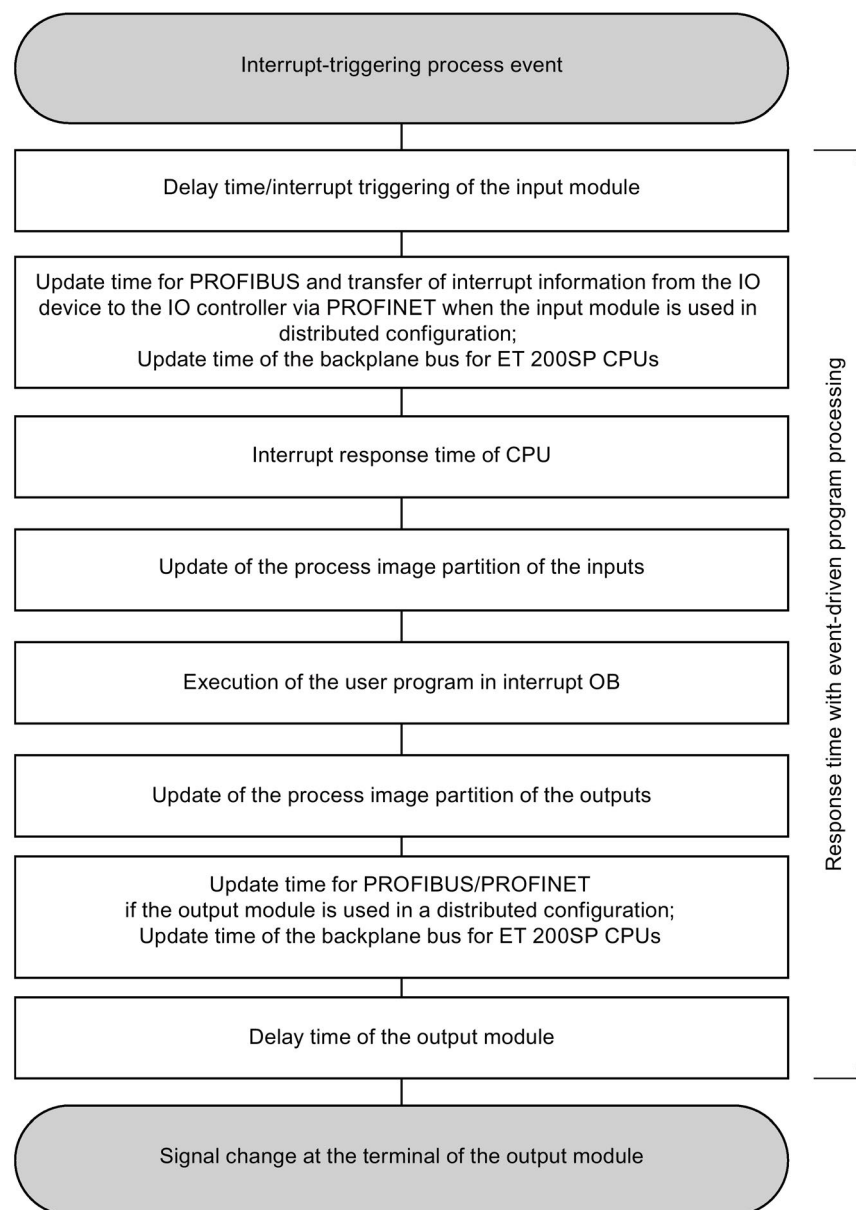 Interrupt-triggering process event
Delay time/interrupt triggering of the input module
Update time for PROFIBUS and transfer of interrupt information from the IO
device to the IO controller via PROFINET when the input module is used in
distributed configuration;
Update time of the backplane bus for ET 200SP CPUs
Interrupt response time of CPU
Update of the process image partition of the inputs
Execution of the user program in interrupt OB
Update of the process image partition of the outputs
Update time for PROFIBUS/PROFINET
if the output module is used in a distributed configuration;
Update time of the backplane bus for ET 200SP CPUs
Delay time of the output module
Signal change at the terminal of the output module
Response time with event-driven program processing